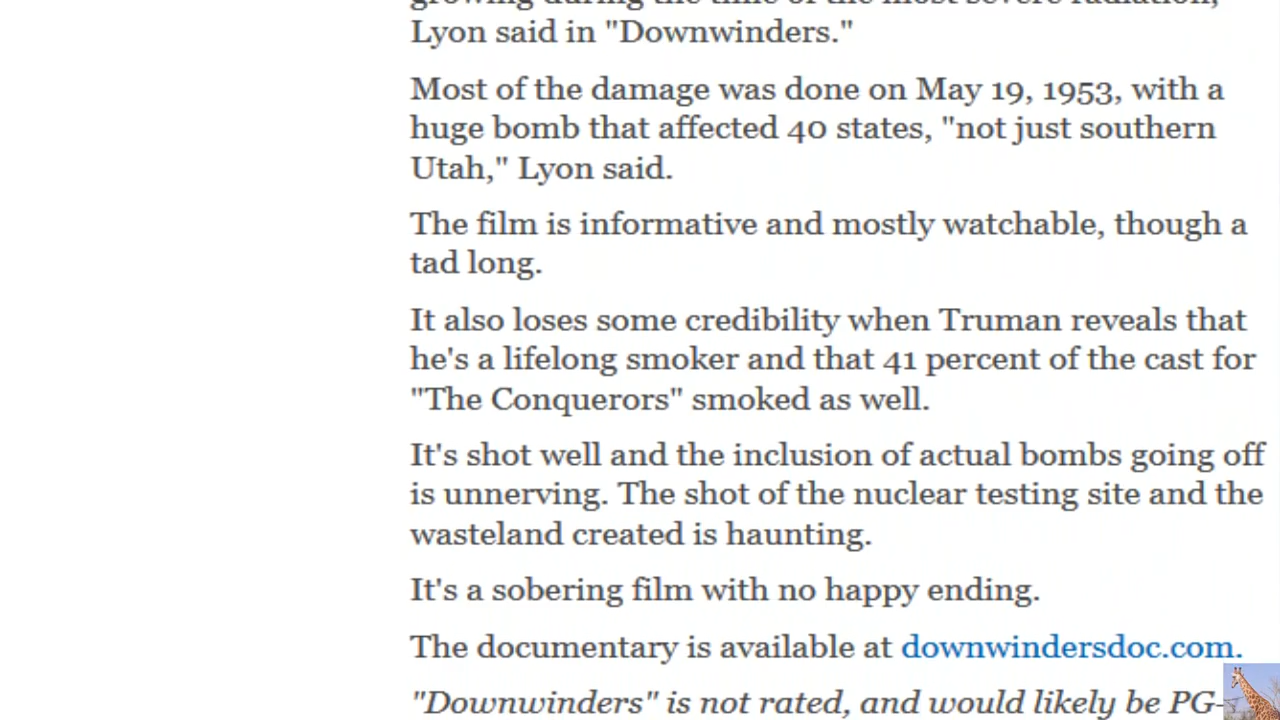 Lyon said in "Downwinders."
Most of the damage was done on May 19, 1953, with a
huge bomb that affected 40 states, "not just southern
Utah," Lyon said.
The film is informative and mostly watchable, though a
tad long.
It also loses some credibility when Truman reveals that
he's a lifelong smoker and that 41 percent of the cast for
"The Conquerors" smoked as well.
It's shot well and the inclusion of actual bombs going off
is unnerving. The shot of the nuclear testing site and the
wasteland created is haunting.
It's a sobering film with no happy ending.
The documentary is available at downwindersdoc.com.
"Downwinders" is not rated, and would likely be PG-